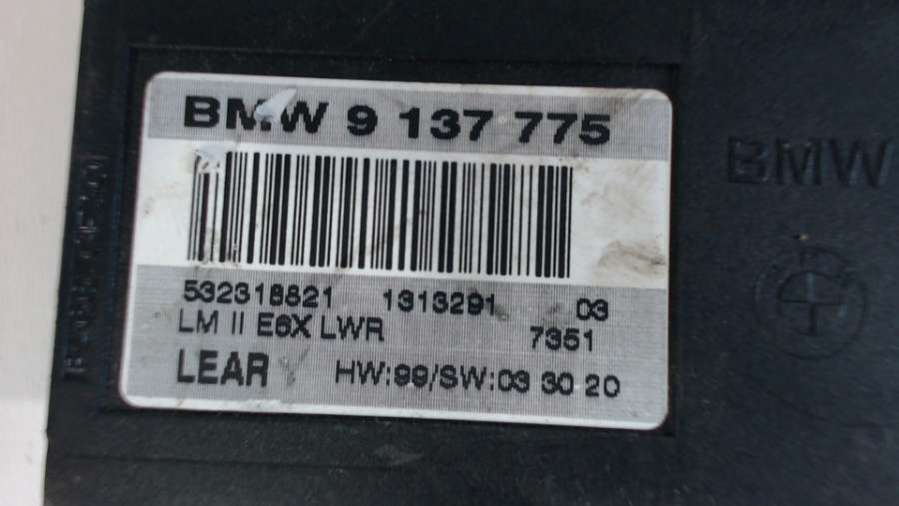 BMW 9 137 775
532318821 1313291 03
LM II E6X LWR 7351
LEAR HW:99/SW:03 30 20
BMW